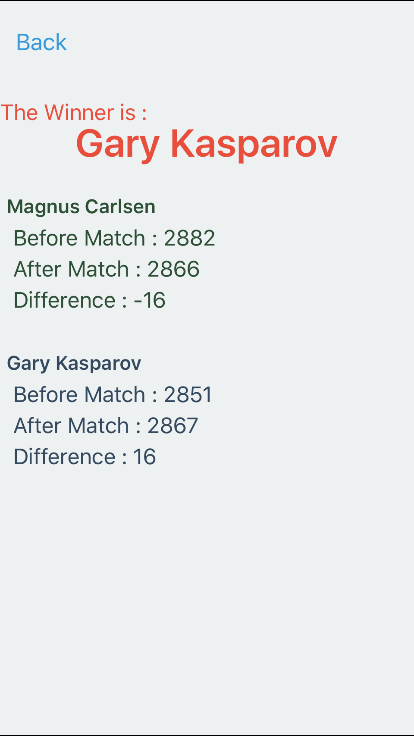 Back
The Winner is :
Gary Kasparov
Magnus Carlsen
Before Match : 2882
After Match : 2866
Difference : -16
Gary Kasparov
Before Match : 2851
After Match : 2867
Difference : 16